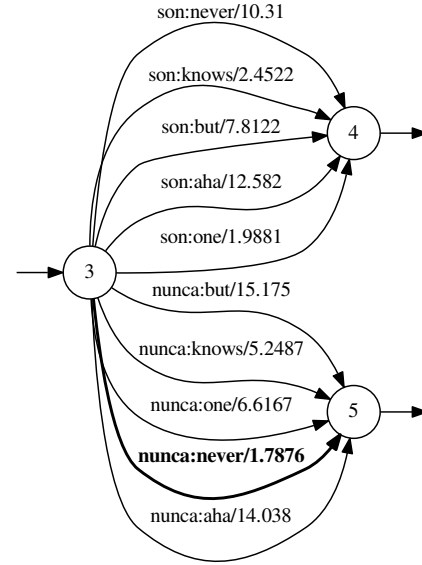 son:never/10.31
son:knows/2.4522
son:but/7.8122
4
son:aha/12.582
son:one/1.9881
3
nunca:but/15.175
nunca:knows/5.2487
nunca:one/6.6167
5
nunca:never/1.7876
nunca:aha/14.038